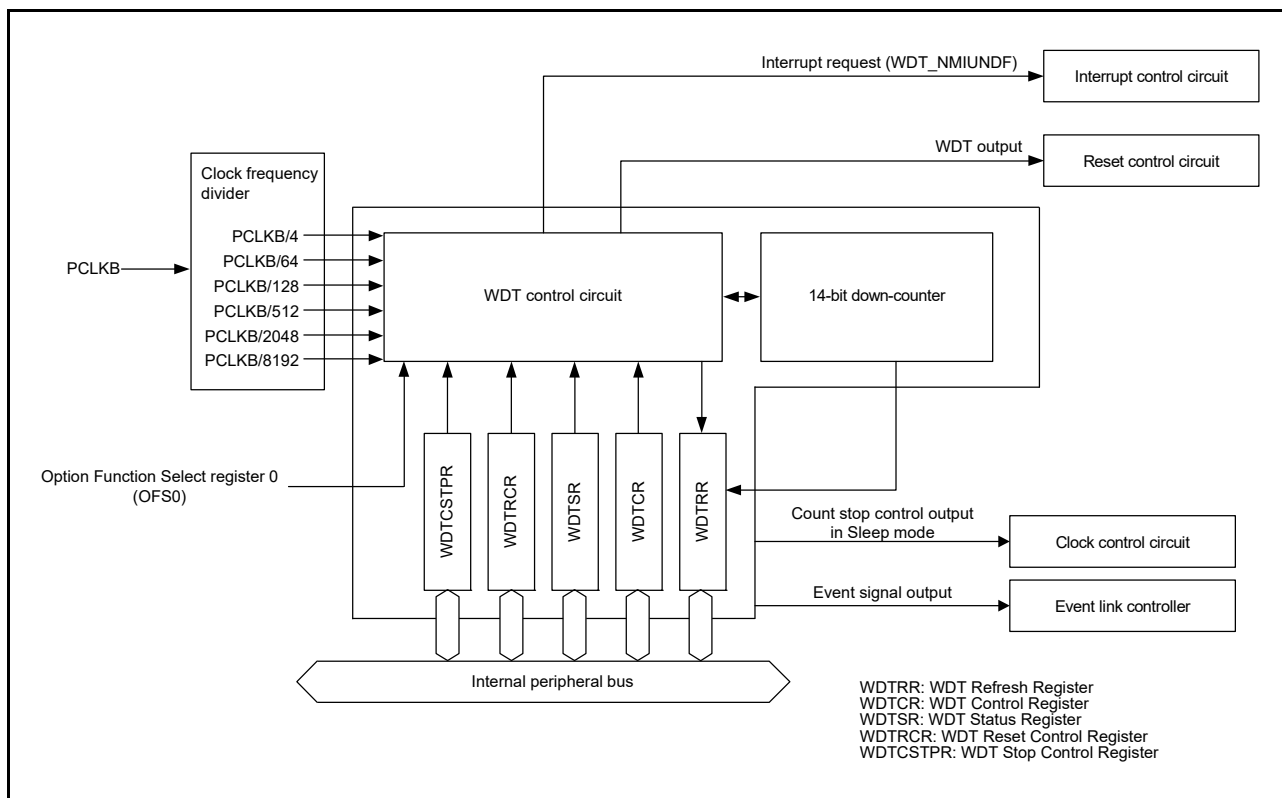 Interrupt request (WDT_NMIUNDF)
Interrupt control circuit
WDT output
Reset control circuit
Clock frequency
divider
PCLKB
PCLKB/4
PCLKB/64
PCLKB/128
PCLKB/512
PCLKB/2048
PCLKB/8192
WDT control circuit
14-bit down-counter
Option Function Select register 0
(OFS0)
WDTCSTPR
WDTRCR
WDTSR
WDTCR
WDTRR
Count stop control output
in Sleep mode
Clock control circuit
Event signal output
Event link controller
Internal peripheral bus
WDTRR: WDT Refresh Register
WDTCR: WDT Control Register
WDTSR: WDT Status Register
WDTRCR: WDT Reset Control Register
WDTCSTPR: WDT Stop Control Register